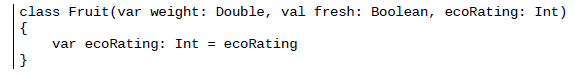 class Fruit(var weight: Double, val fresh: Boolean, ecoRating: Int)
{
    var ecoRating: Int = ecoRating
}